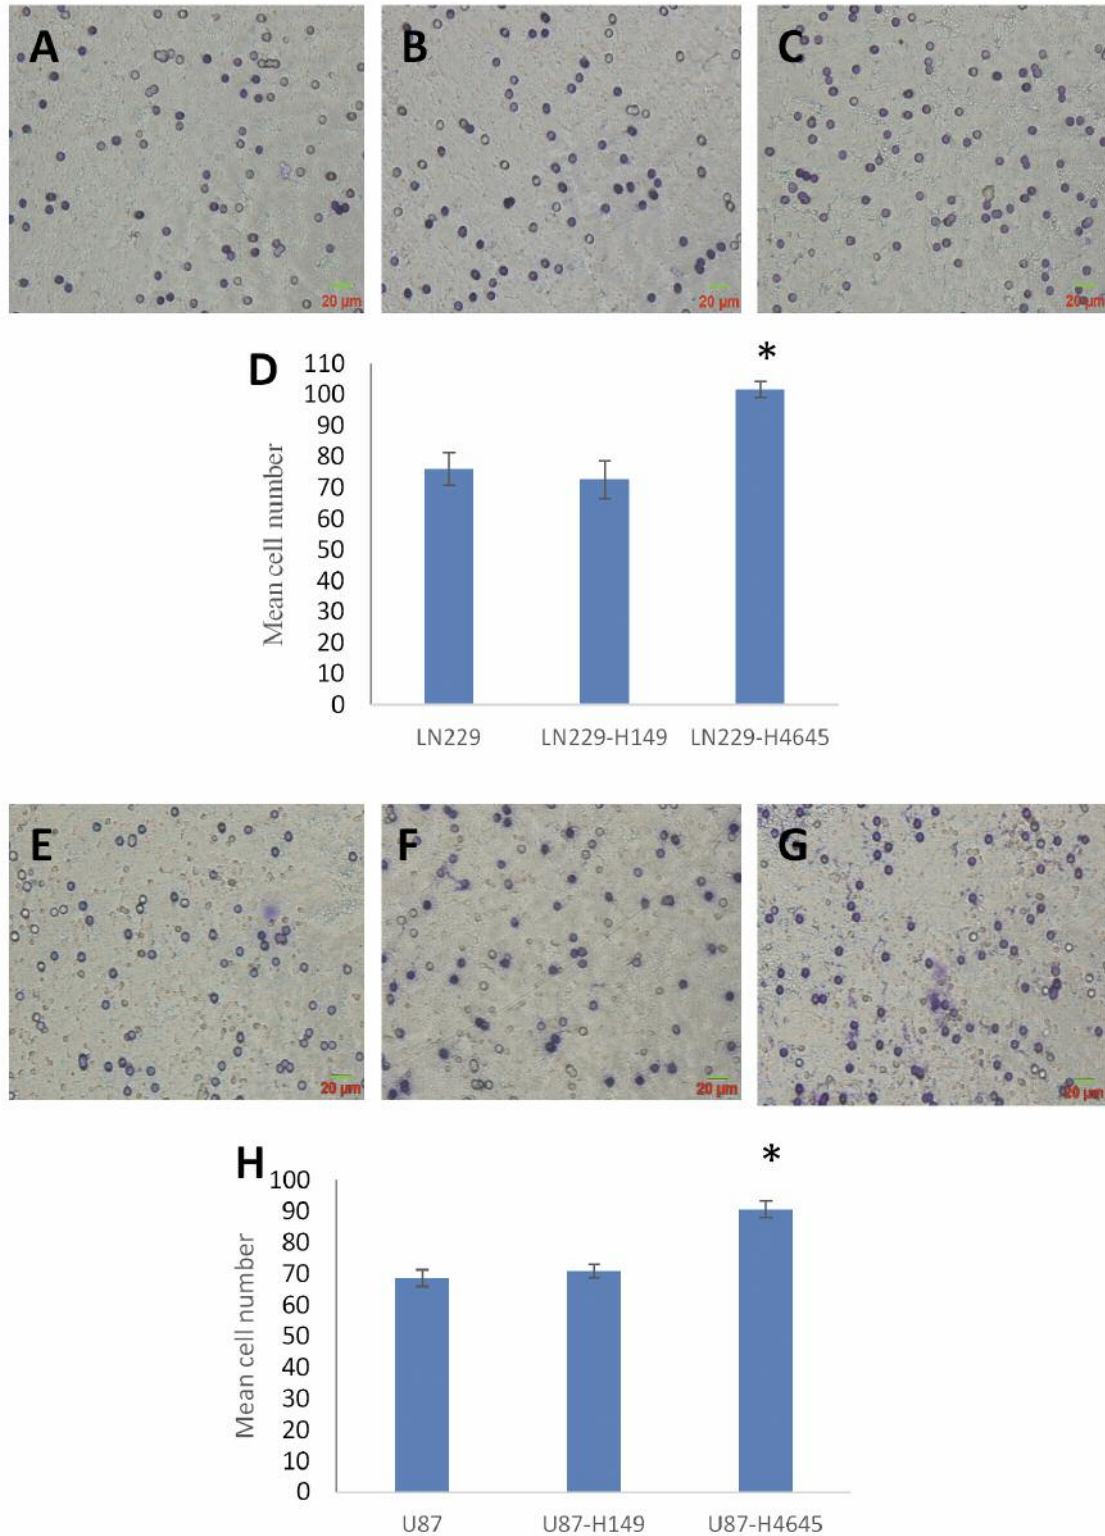 A
B
C
20 µm
20 µm
20 µm
D
*
110
100
90
80
70
60
50
40
30
20
10
0
Mean cell number
LN229
LN229-H149
LN229-H4645
E
F
G
20 µm
20 µm
20 µm
H
*
100
90
80
70
60
50
40
30
20
10
0
Mean cell number
U87
U87-H149
U87-H4645